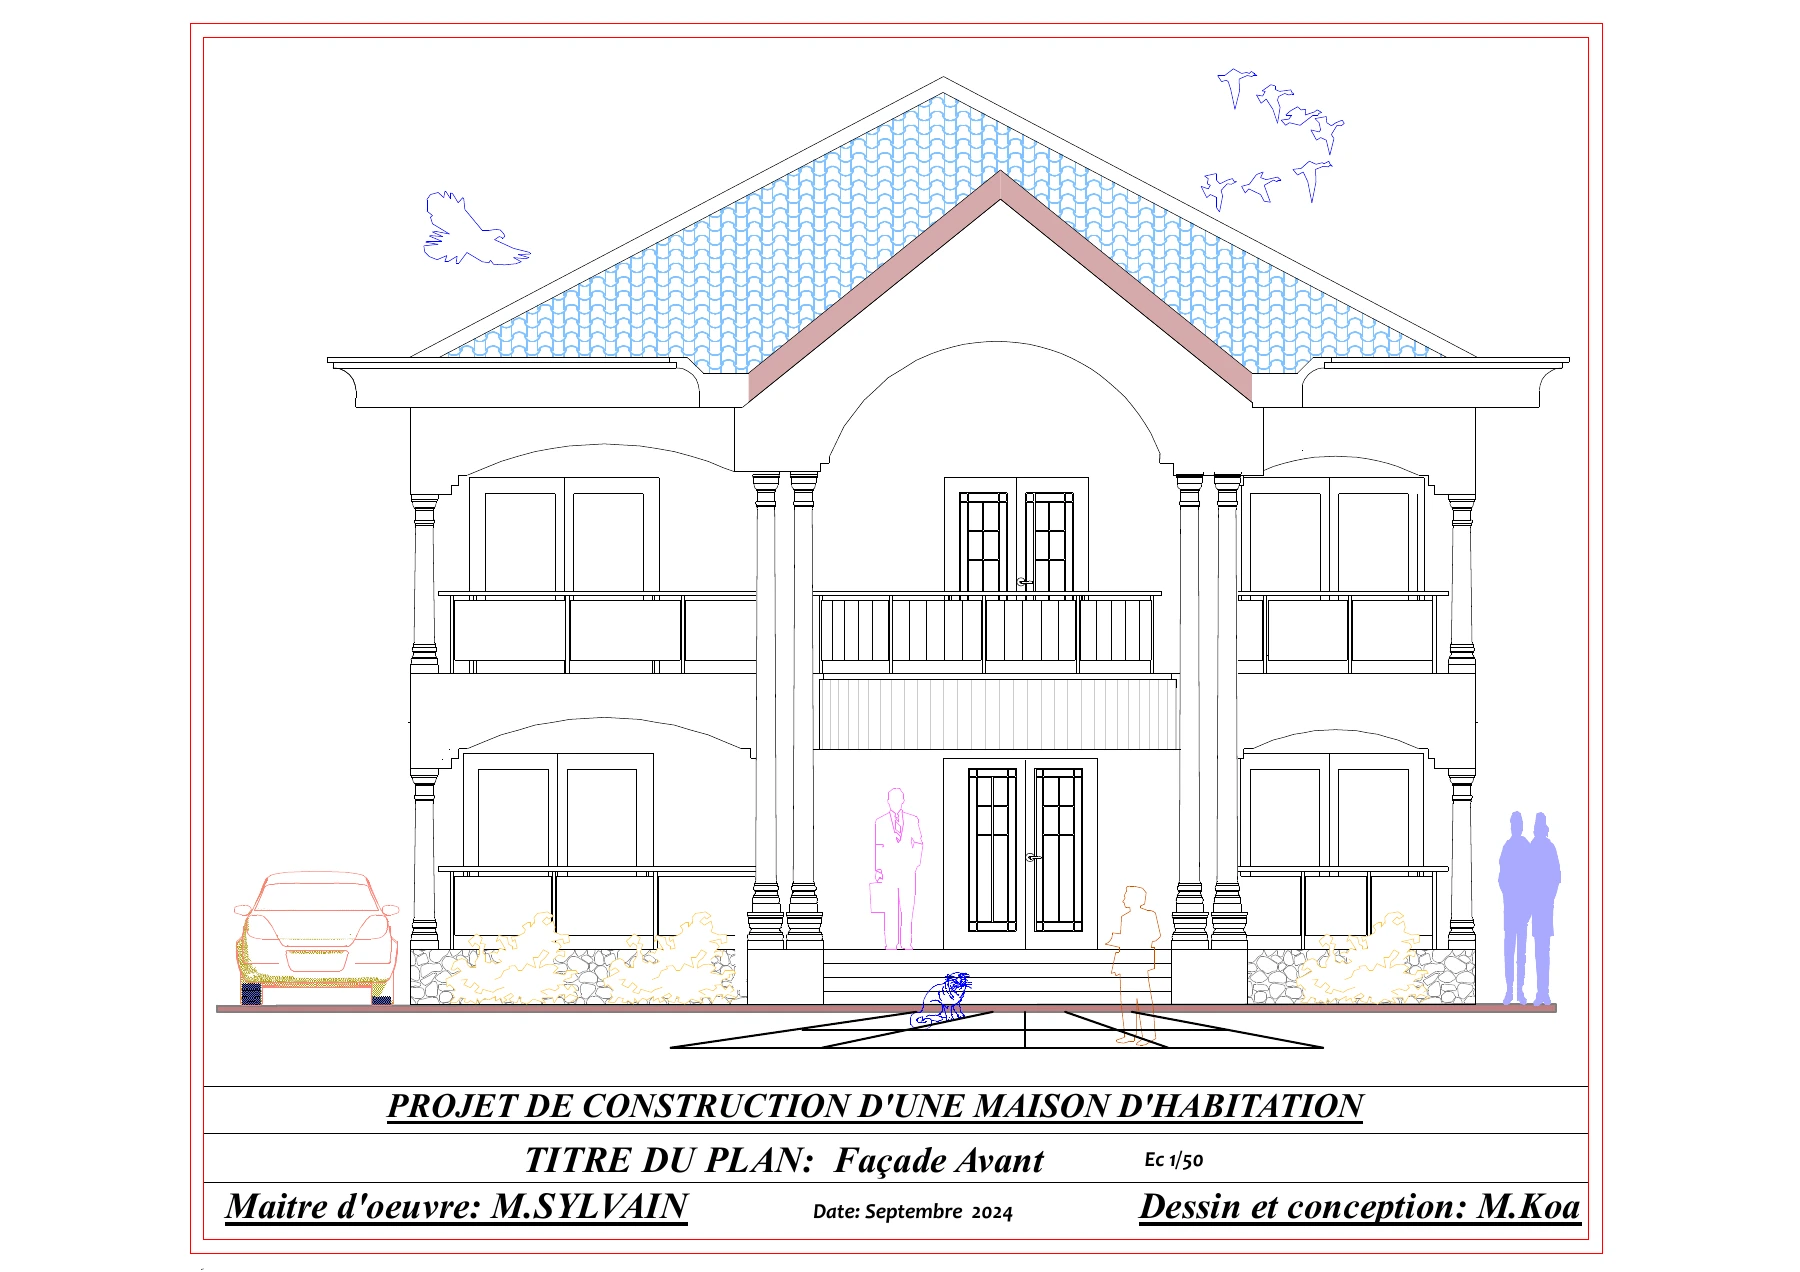 PROJET DE CONSTRUCTION D'UNE MAISON D'HABITATION
TITRE DU PLAN: Façade Avant Ec 1/50
Maitre d'oeuvre: M.SYLVAIN Date: Septembre 2024 Dessin et conception: M.Koa